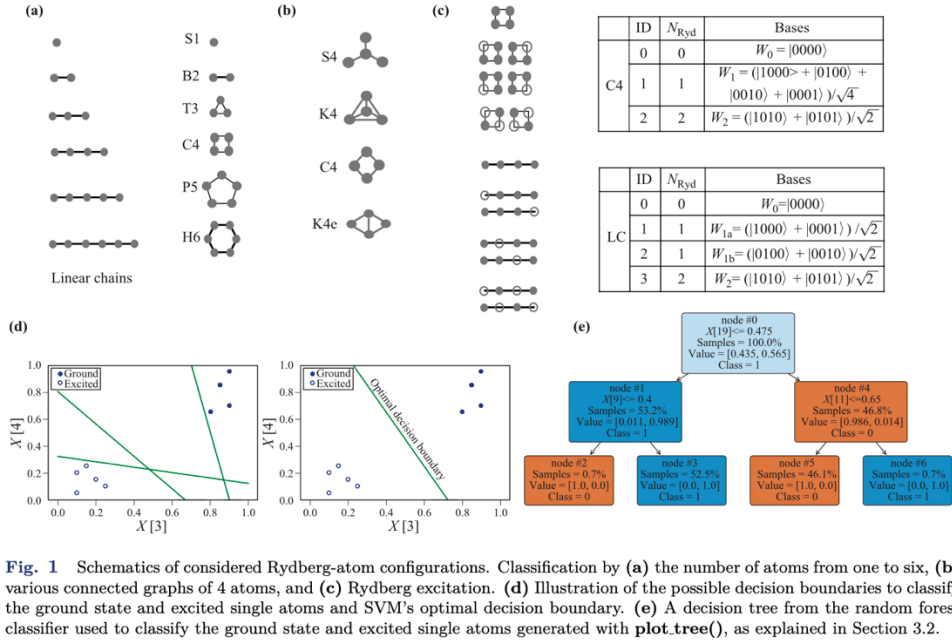 (a)
S1
B2
T3
C4
P5
H6
Linear chains
(b)
S4
K4
C4
K4e
(c)
ID N_Ryd Bases
C4
0 0 W_0 = |0000⟩
1 1 W_1 = (|1000> + |0100⟩ +
|0010⟩ + |0001⟩ )/√4
2 2 W_2 = (|1010⟩ + |0101⟩ )/√2
ID N_Ryd Bases
LC
0 0 W_0=|0000⟩
1 1 W_1a= (|1000⟩ + |0001⟩ ) /√2
2 1 W_1b= (|0100⟩ + |0010⟩ )/√2
3 2 W_2= (|1010⟩ + |0101⟩ )/√2
(d)
1.0
0.8
0.6
0.4
0.2
0.0
X [4]
Ground
Excited
0.0 0.2 0.4 0.6 0.8 1.0
X [3]
1.0
0.8
0.6
0.4
0.2
0.0
X [4]
Ground
Excited
Optimal decision boundary
0.0 0.2 0.4 0.6 0.8 1.0
X [3]
(e)
node #0
X[19]<= 0.475
Samples = 100.0%
Value = [0.435, 0.565]
Class = 1
node #1
X[9]<= 0.4
Samples = 53.2%
Value = [0.011, 0.989]
Class = 1
node #4
X[11]<=0.65
Samples = 46.8%
Value = [0.986, 0.014]
Class = 0
node #2
Samples = 0.7%
Value = [1.0, 0.0]
Class = 0
node #3
Samples = 52.5%
Value = [0.0, 1.0]
Class = 1
node #5
Samples = 46.1%
Value = [1.0, 0.0]
Class = 0
node #6
Samples = 0.7%
Value = [0.0, 1.0]
Class = 1
Fig. 1 Schematics of considered Rydberg-atom configurations. Classification by (a) the number of atoms from one to six, (b
various connected graphs of 4 atoms, and (c) Rydberg excitation. (d) Illustration of the possible decision boundaries to classif
the ground state and excited single atoms and SVM's optimal decision boundary. (e) A decision tree from the random fores
classifier used to classify the ground state and excited single atoms generated with plot_tree(), as explained in Section 3.2.